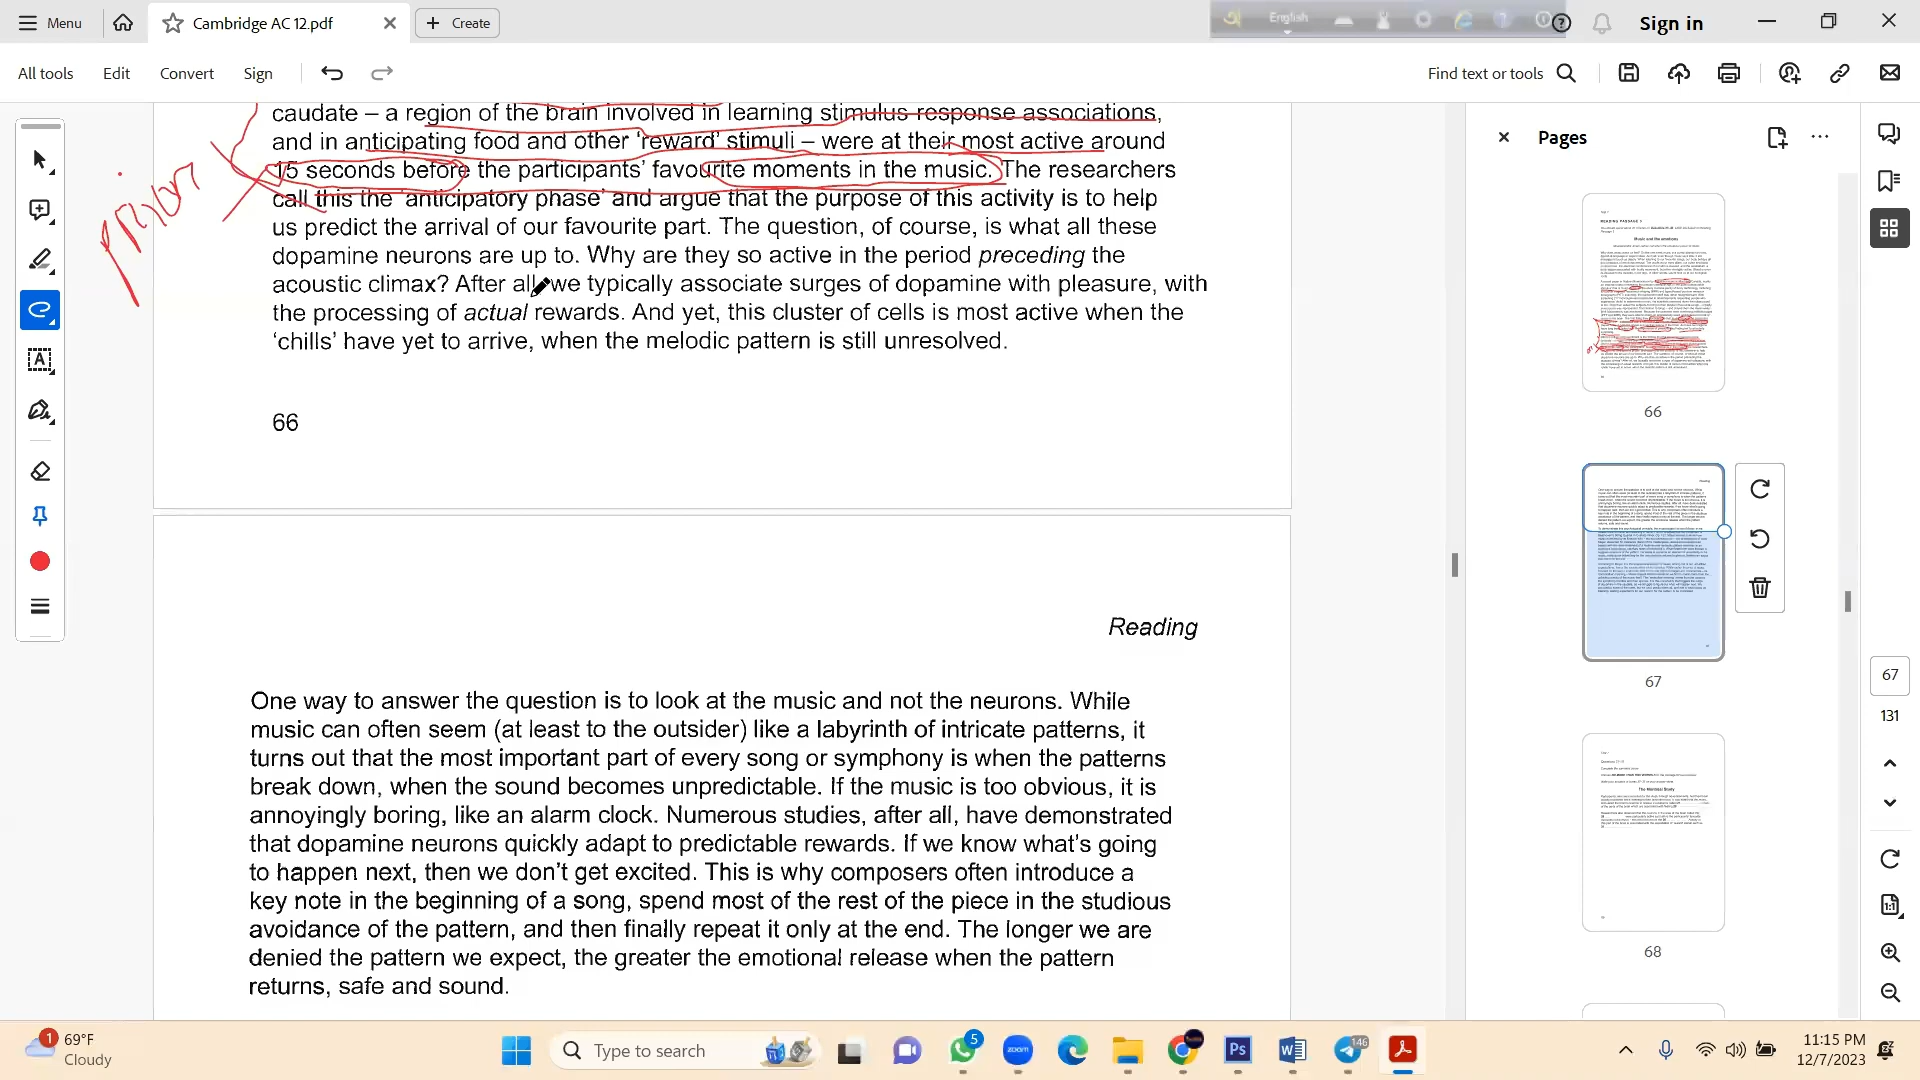 Menu
Cambridge AC 12.pdf
Create
English
Sign in
All tools
Edit
Convert
Sign
Find text or tools
caudate – a region of the brain involved in learning stimulus response associations,
and in anticipating food and other ‘reward’ stimuli – were at their most active around
15 seconds before the participants’ favourite moments in the music. The researchers
call this the ‘anticipatory phase’ and argue that the purpose of this activity is to help
us predict the arrival of our favourite part. The question, of course, is what all these
dopamine neurons are up to. Why are they so active in the period preceding the
acoustic climax? After all, we typically associate surges of dopamine with pleasure, with
the processing of actual rewards. And yet, this cluster of cells is most active when the
‘chills’ have yet to arrive, when the melodic pattern is still unresolved.
prior
66
Reading
One way to answer the question is to look at the music and not the neurons. While
music can often seem (at least to the outsider) like a labyrinth of intricate patterns, it
turns out that the most important part of every song or symphony is when the patterns
break down, when the sound becomes unpredictable. If the music is too obvious, it is
annoyingly boring, like an alarm clock. Numerous studies, after all, have demonstrated
that dopamine neurons quickly adapt to predictable rewards. If we know what’s going
to happen next, then we don’t get excited. This is why composers often introduce a
key note in the beginning of a song, spend most of the rest of the piece in the studious
avoidance of the pattern, and then finally repeat it only at the end. The longer we are
denied the pattern we expect, the greater the emotional release when the pattern
returns, safe and sound.
Pages
Music and the emotions
66
67
The Montreal Study
68
67
131
1:1
1
69°F
Cloudy
Type to search
5
zoom
Ps
W
146
11:15 PM
12/7/2023